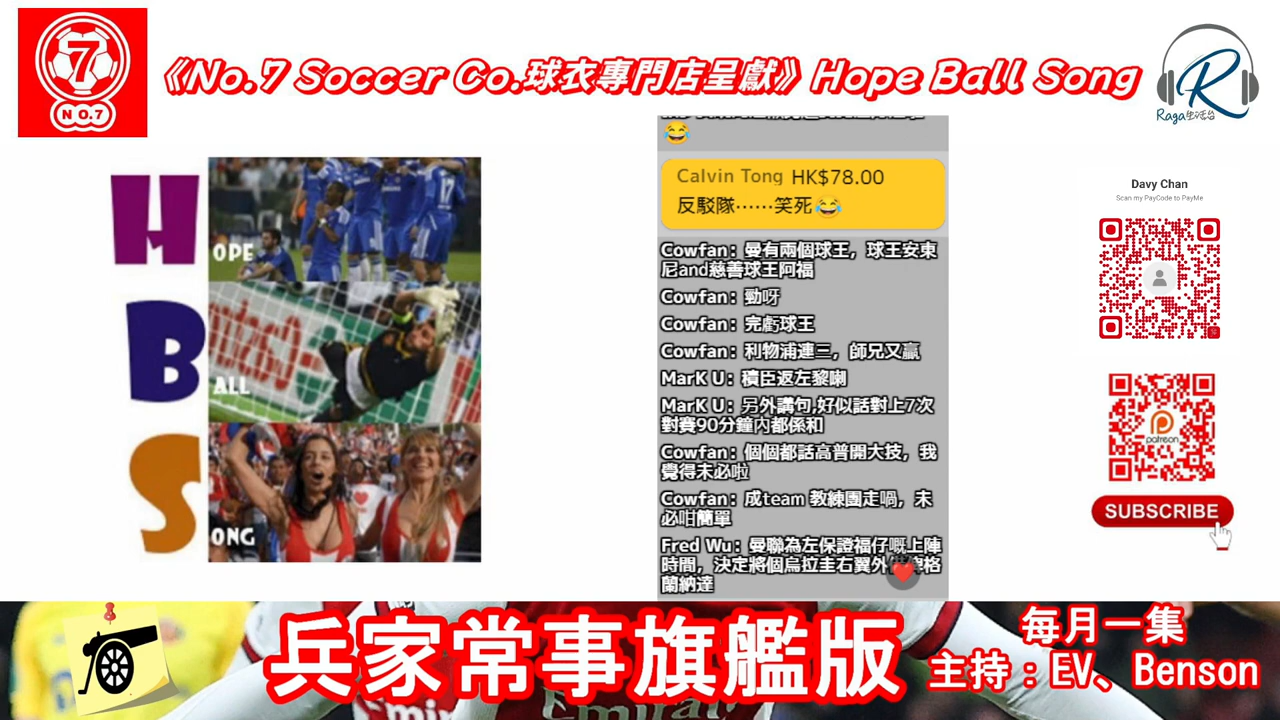 7
NO.7
《No.7 Soccer Co.球衣專門店呈獻》Hope Ball Song
R
Raga生活台
HOPE
BALL
SONG
17
Calvin Tong HK$78.00
反駁隊……笑死😂
Cowfan: 曼有兩個球王，球王安東
尼and慈善球王阿福
Cowfan: 勁呀
Cowfan: 完虧球王
Cowfan: 利物浦連三，師兄又贏
MarK U: 積臣返左黎喇
MarK U: 另外講句,好似話對上7次
對賽90分鐘內都係和
Cowfan: 個個都話高普開大技，我
覺得未必啦
Cowfan: 成team 教練團走喎，未
必咁簡單
Fred Wu: 曼聯為左保證福仔嘅上陣
時間，決定將個烏拉圭右翼外
格
蘭納達
Davy Chan
Scan my PayCode to PayMe
patreon
SUBSCRIBE
兵家常事旗艦版
每月一集
主持：EV、Benson
Emirates